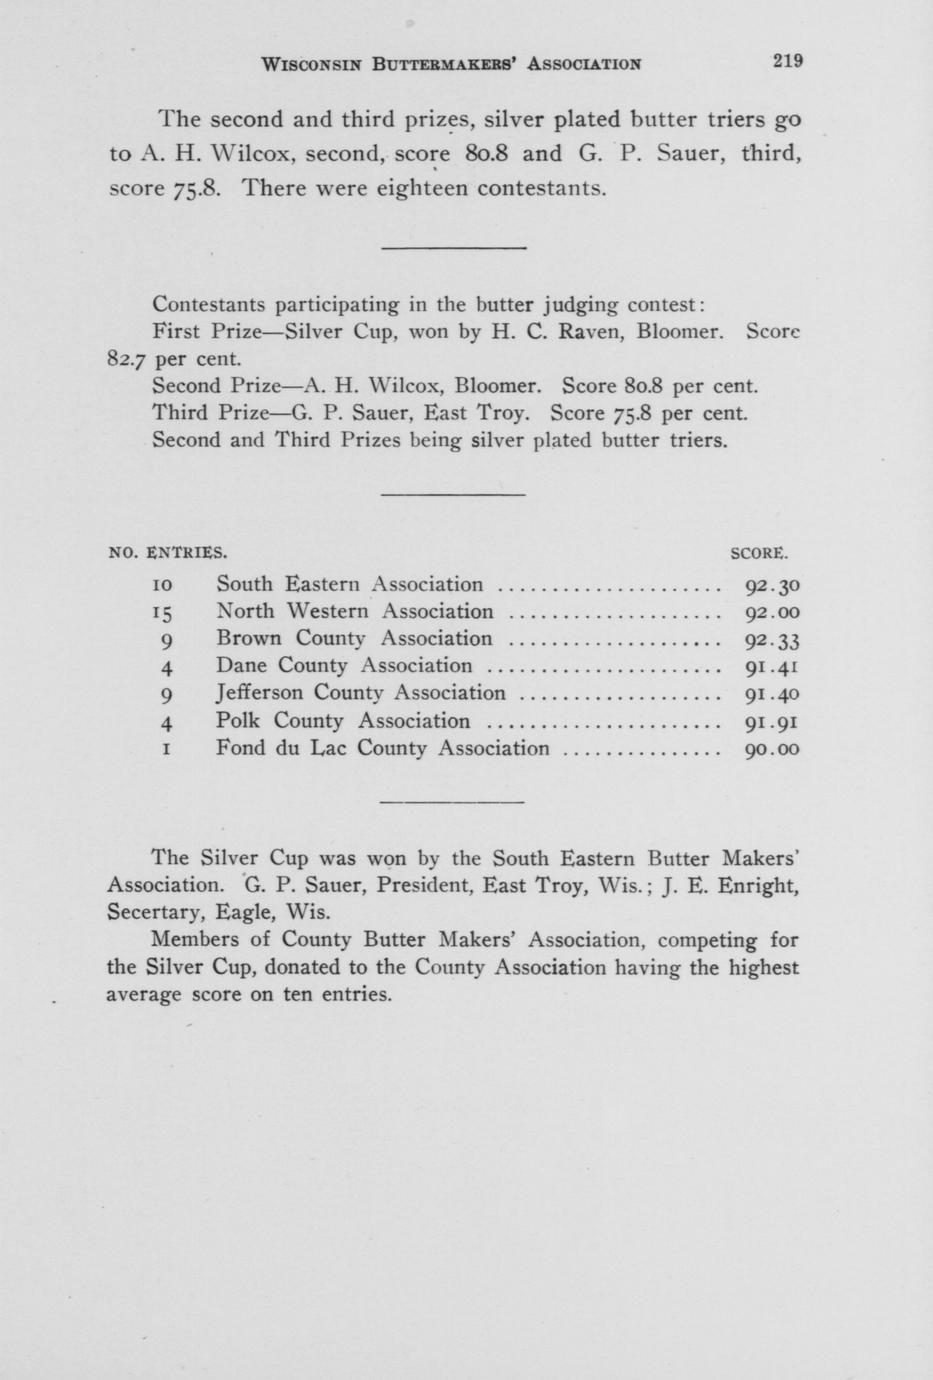 WISCONSIN BUTTERMAKERS' ASSOCIATION 219
The second and third prizes, silver plated butter triers go
to A. H. Wilcox, second, score 80.8 and G. P. Sauer, third,
score 75.8. There were eighteen contestants.
Contestants participating in the butter judging contest:
First Prize—Silver Cup, won by H. C. Raven, Bloomer. Score
82.7 per cent.
Second Prize—A. H. Wilcox, Bloomer. Score 80.8 per cent.
Third Prize—G. P. Sauer, East Troy. Score 75.8 per cent.
Second and Third Prizes being silver plated butter triers.
NO. ENTRIES. SCORE.
10 South Eastern Association ..................... 92.30
15 North Western Association .................... 92.00
9 Brown County Association .................... 92.33
4 Dane County Association ...................... 91.41
9 Jefferson County Association ................... 91.40
4 Polk County Association ...................... 91.91
1 Fond du Lac County Association ............... 90.00
The Silver Cup was won by the South Eastern Butter Makers'
Association. G. P. Sauer, President, East Troy, Wis.; J. E. Enright,
Secertary, Eagle, Wis.
Members of County Butter Makers' Association, competing for
the Silver Cup, donated to the County Association having the highest
average score on ten entries.